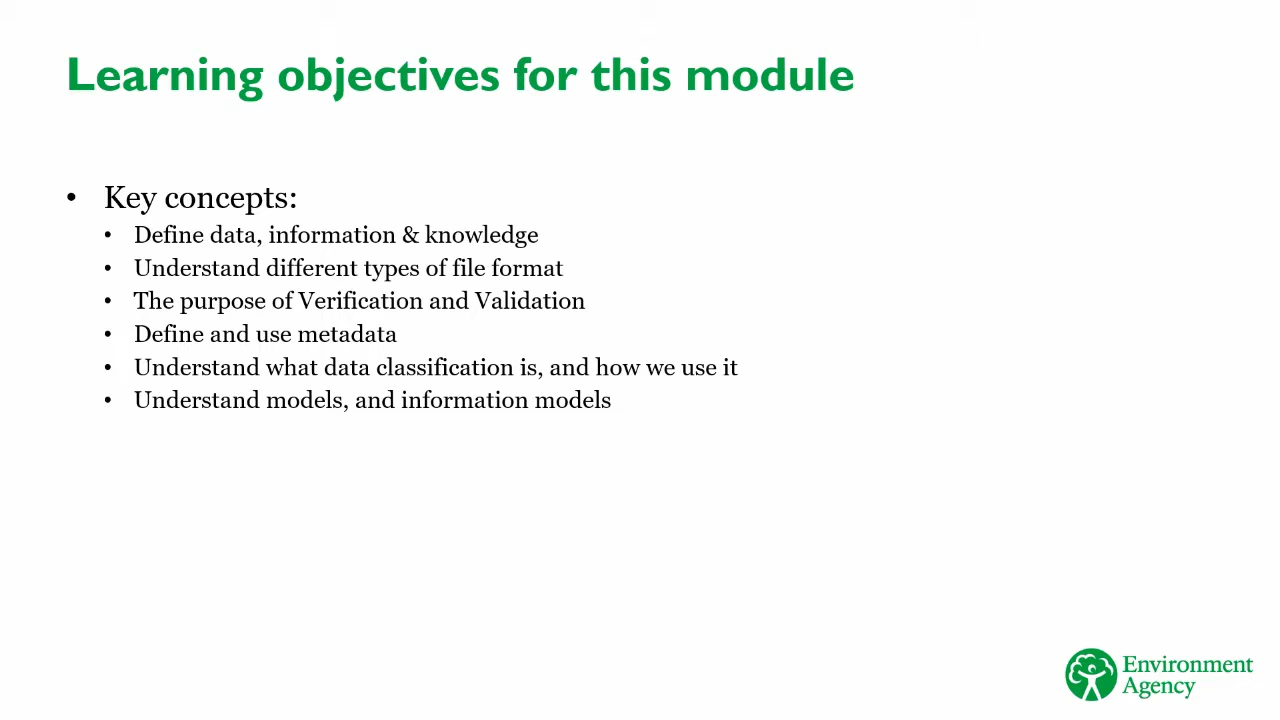 Learning objectives for this module
• Key concepts:
• Define data, information & knowledge
• Understand different types of file format
• The purpose of Verification and Validation
• Define and use metadata
• Understand what data classification is, and how we use it
• Understand models, and information models
Environment
Agency